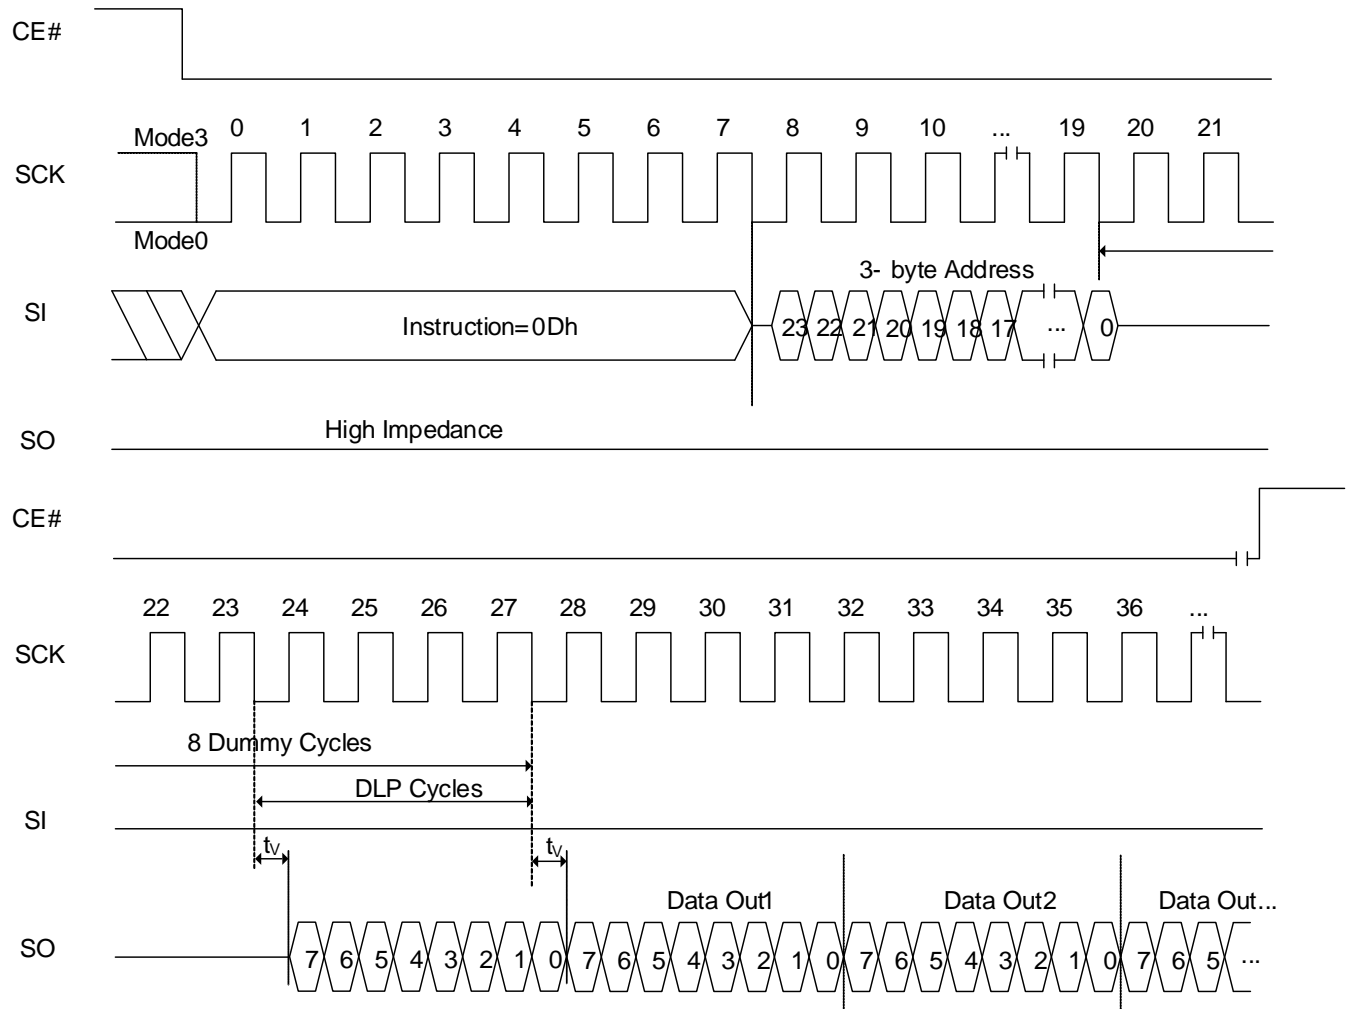 CE#
Mode3 0 1 2 3 4 5 6 7 8 9 10 ... 19 20 21
SCK
Mode0
3- byte Address
SI Instruction= 0Dh 23 22 21 20 19 18 17 ... 0
High Impedance
SO
CE#
22 23 24 25 26 27 28 29 30 31 32 33 34 35 36 ...
SCK
8 Dummy Cycles
DLP Cycles
SI
tV tV
Data Out1 Data Out2 Data Out...
SO 7 6 5 4 3 2 1 0 7 6 5 4 3 2 1 0 7 6 5 4 3 2 1 0 7 6 5 ...